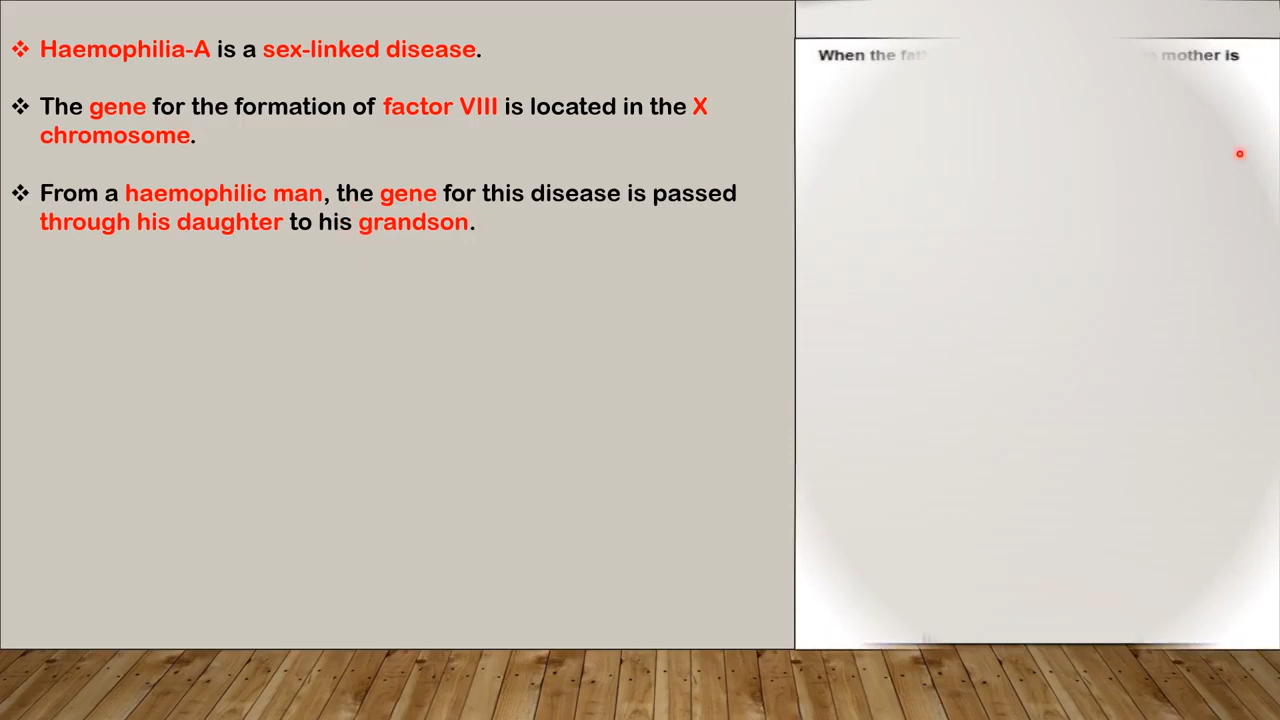 ❖ Haemophilia-A is a sex-linked disease.
❖ The gene for the formation of factor VIII is located in the X
chromosome.
❖ From a haemophilic man, the gene for this disease is passed
through his daughter to his grandson.
When the
mother is